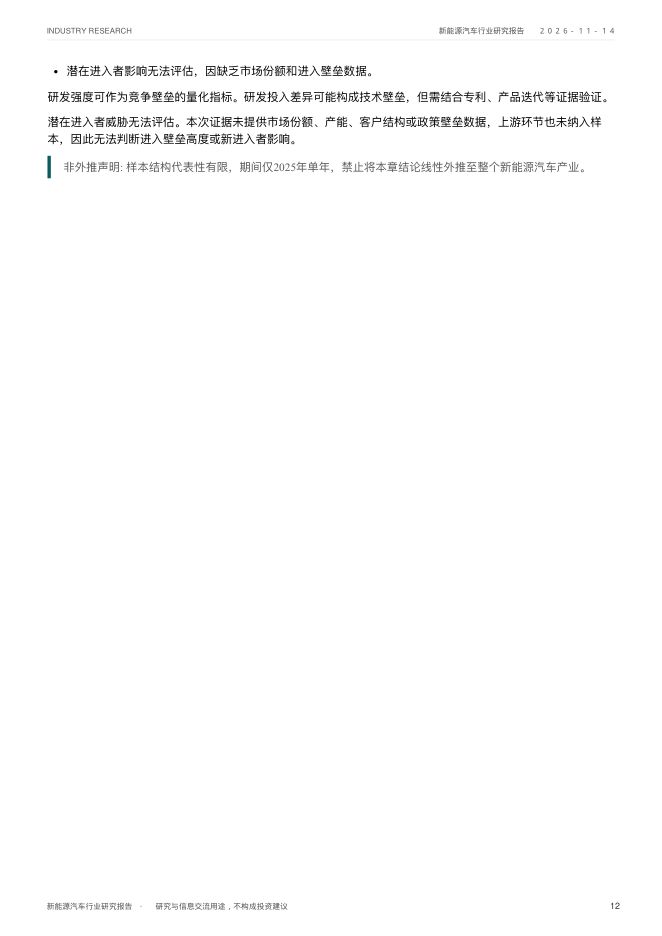 INDUSTRY RESEARCH
新能源汽车行业研究报告 2026-11-14
• 潜在进入者影响无法评估，因缺乏市场份额和进入壁垒数据。
研发强度可作为竞争壁垒的量化指标。研发投入差异可能构成技术壁垒，但需结合专利、产品迭代等证据验证。
潜在进入者威胁无法评估。本次证据未提供市场份额、产能、客户结构或政策壁垒数据，上游环节也未纳入样
本，因此无法判断进入壁垒高度或新进入者影响。
非外推声明: 样本结构代表性有限，期间仅2025年单年，禁止将本章结论线性外推至整个新能源汽车产业。
新能源汽车行业研究报告 · 研究与信息交流用途，不构成投资建议
12